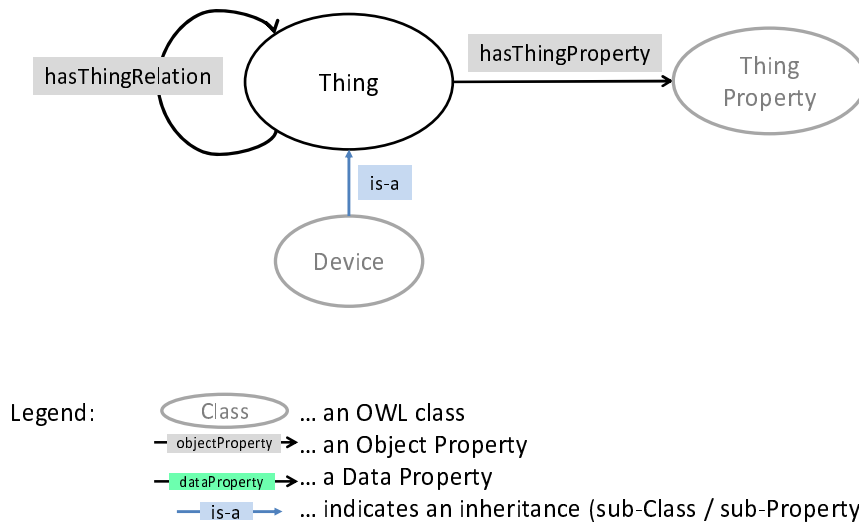 hasThingRelation
Thing
hasThingProperty
Thing
Property
is-a
Device
Legend:
Class ... an OWL class
objectProperty ... an Object Property
dataProperty ... a Data Property
is-a ... indicates an inheritance (sub-Class / sub-Property